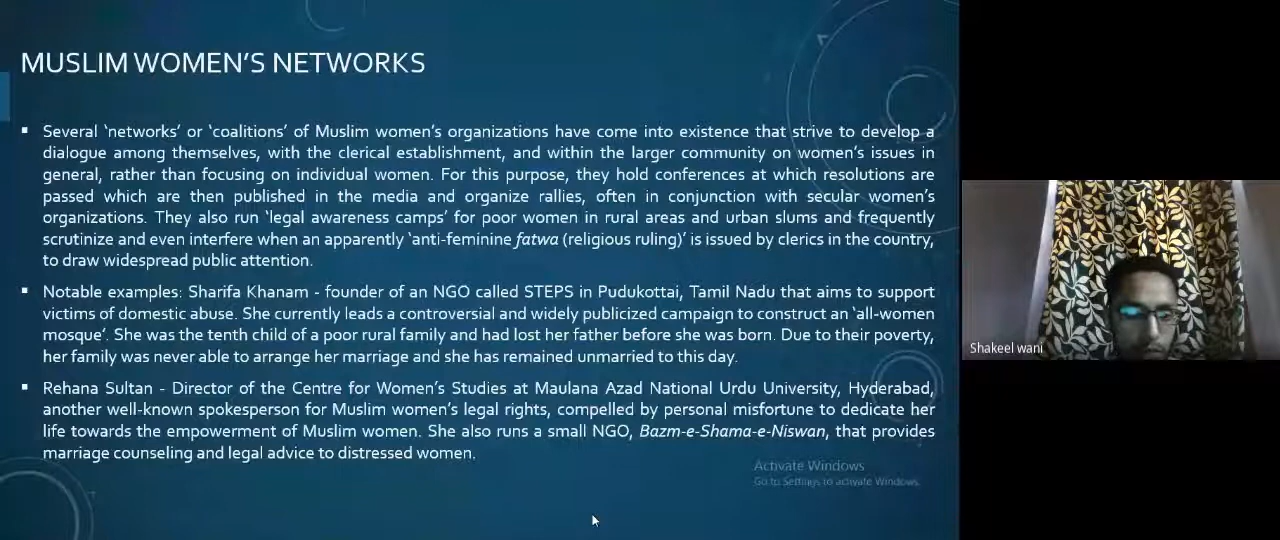 MUSLIM WOMEN'S NETWORKS
▪ Several ‘networks’ or ‘coalitions’ of Muslim women’s organizations have come into existence that strive to develop a
dialogue among themselves, with the clerical establishment, and within the larger community on women’s issues in
general, rather than focusing on individual women. For this purpose, they hold conferences at which resolutions are
passed which are then published in the media and organize rallies, often in conjunction with secular women’s
organizations. They also run ‘legal awareness camps’ for poor women in rural areas and urban slums and frequently
scrutinize and even interfere when an apparently ‘anti-feminine fatwa (religious ruling)’ is issued by clerics in the country,
to draw widespread public attention.
▪ Notable examples: Sharifa Khanam - founder of an NGO called STEPS in Pudukottai, Tamil Nadu that aims to support
victims of domestic abuse. She currently leads a controversial and widely publicized campaign to construct an ‘all-women
mosque’. She was the tenth child of a poor rural family and had lost her father before she was born. Due to their poverty,
her family was never able to arrange her marriage and she has remained unmarried to this day.
▪ Rehana Sultan - Director of the Centre for Women’s Studies at Maulana Azad National Urdu University, Hyderabad,
another well-known spokesperson for Muslim women’s legal rights, compelled by personal misfortune to dedicate her
life towards the empowerment of Muslim women. She also runs a small NGO, Bazm-e-Shama-e-Niswan, that provides
marriage counseling and legal advice to distressed women.
Activate Windows
Go to Settings to activate Windows.
Shakeel wani